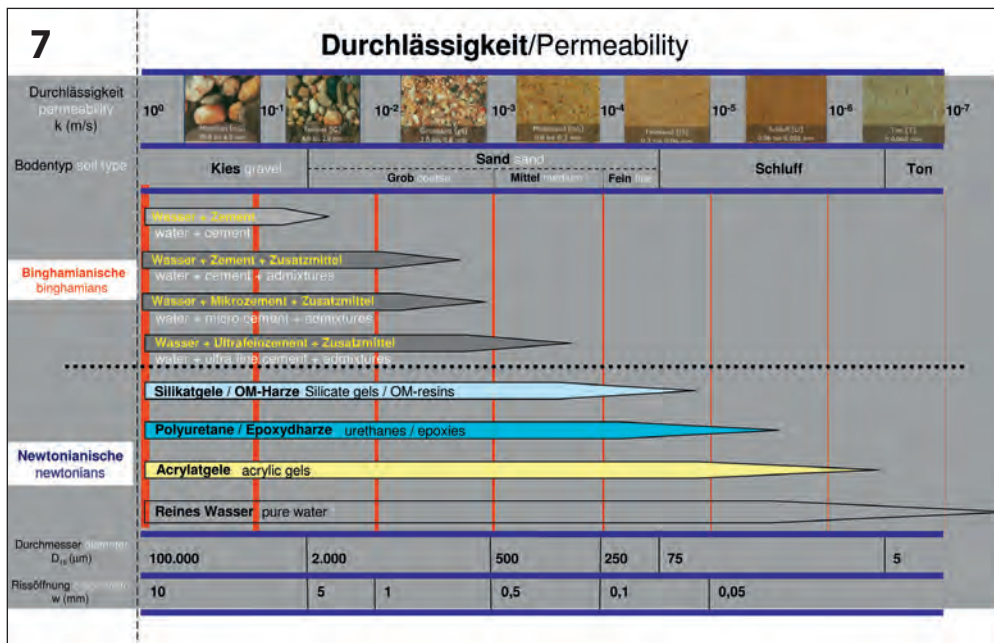 7
Durchlässigkeit/Permeability
Durchlässigkeit
permeability
k (m/s)
10⁰ 10⁻¹ 10⁻² 10⁻³ 10⁻⁴ 10⁻⁵ 10⁻⁶ 10⁻⁷
Bodentyp soil type
Kies gravel
Sand sand
Grob coarse Mittel medium Fein fine
Schluff
Ton
Wasser + Zement
water + cement
Wasser + Zement + Zusatzmittel
water + cement + admixtures
Binghamianische
binghamians
Wasser + Mikrozement + Zusatzmittel
water + micro cement + admixtures
Wasser + Ultrafeinzement + Zusatzmittel
water + ultra fine cement + admixtures
Silikatgele / OM-Harze Silicate gels / OM-resins
Polyuretane / Epoxydharze urethanes / epoxies
Newtonianische
newtonians
Acrylatgele acrylic gels
Reines Wasser pure water
Durchmesser diameter
D₁₀ (µm)
100.000 2.000 500 250 75 5
Rissöffnung
w (mm)
10 5 1 0,5 0,1 0,05